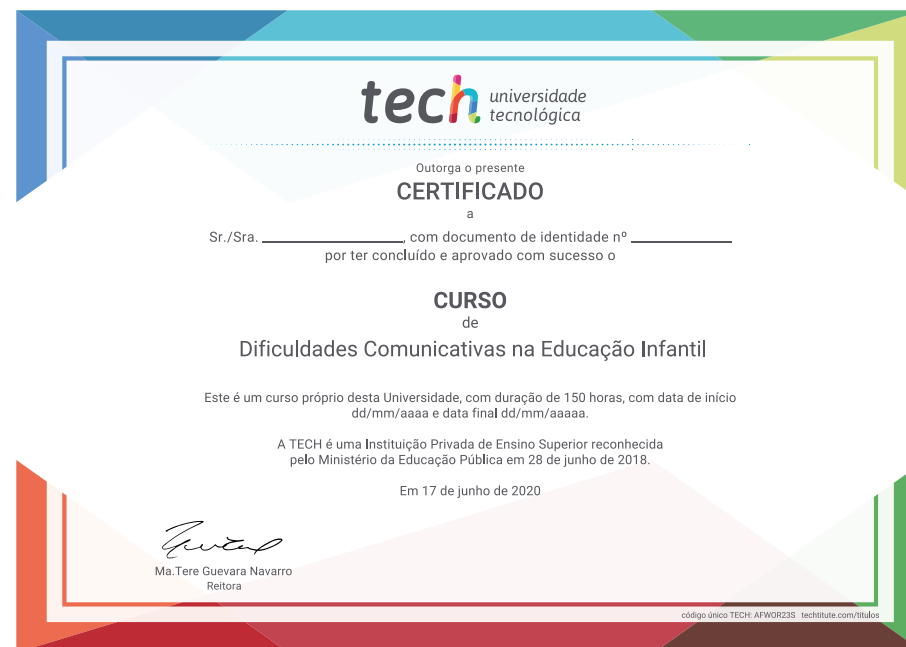 tech universidade
tecnológica
Outorga o presente
CERTIFICADO
a
Sr./Sra. ____________, com documento de identidade nº ____________
por ter concluído e aprovado com sucesso o
CURSO
de
Dificuldades Comunicativas na Educação Infantil
Este é um curso próprio desta Universidade, com duração de 150 horas, com data de início
dd/mm/aaaa e data final dd/mm/aaaaa.
A TECH é uma Instituição Privada de Ensino Superior reconhecida
pelo Ministério da Educação Pública em 28 de junho de 2018.
Em 17 de junho de 2020
Ma.Tere Guevara Navarro
Reitora
código único TECH: AFWOR23S techtitute.com/titulos